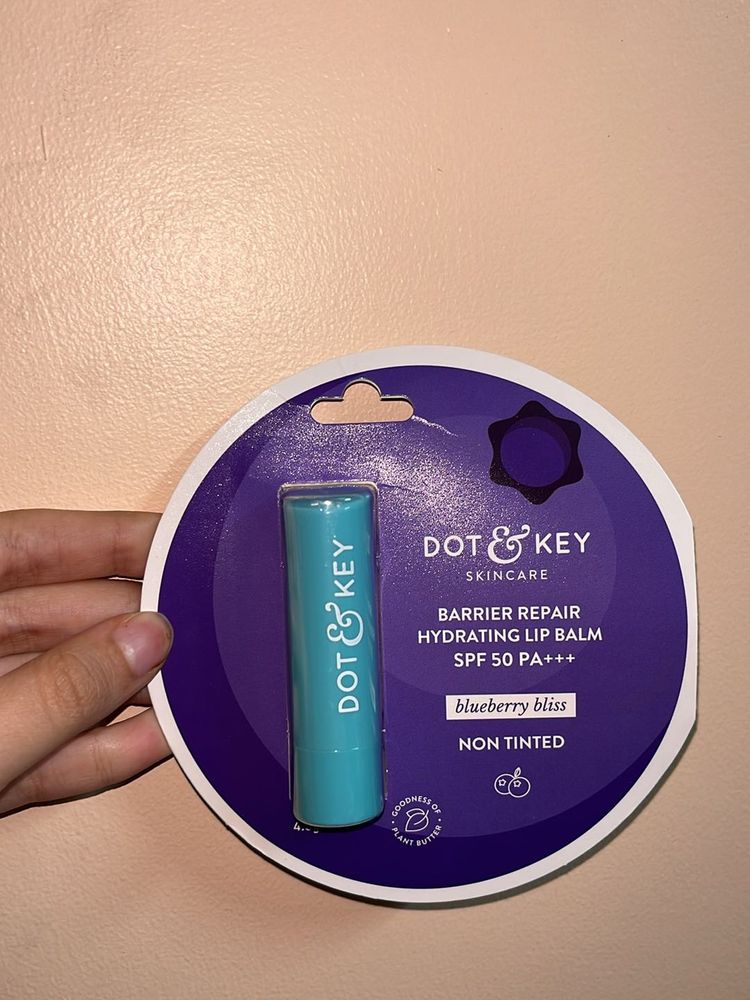 DOT & KEY
SKINCARE
BARRIER REPAIR
HYDRATING LIP BALM
SPF 50 PA+++
blueberry bliss
NON TINTED
DOT & KEY
GOODNESS OF
PLANT BUTTER